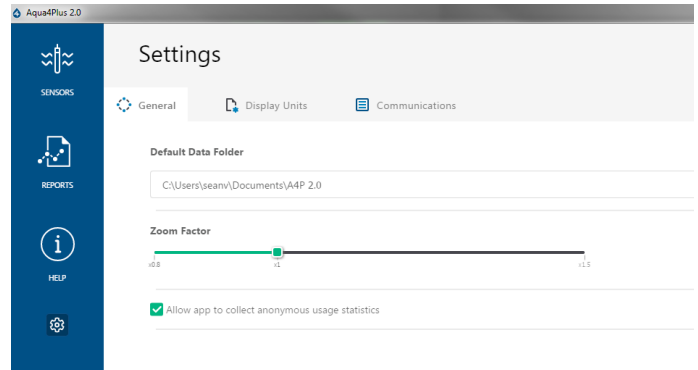 Aqua4Plus 2.0
Settings
SENSORS
General
Display Units
Communications
Default Data Folder
C:\Users\seanv\Documents\A4P 2.0
REPORTS
Zoom Factor
x0.8
x1
x1.5
HELP
Allow app to collect anonymous usage statistics